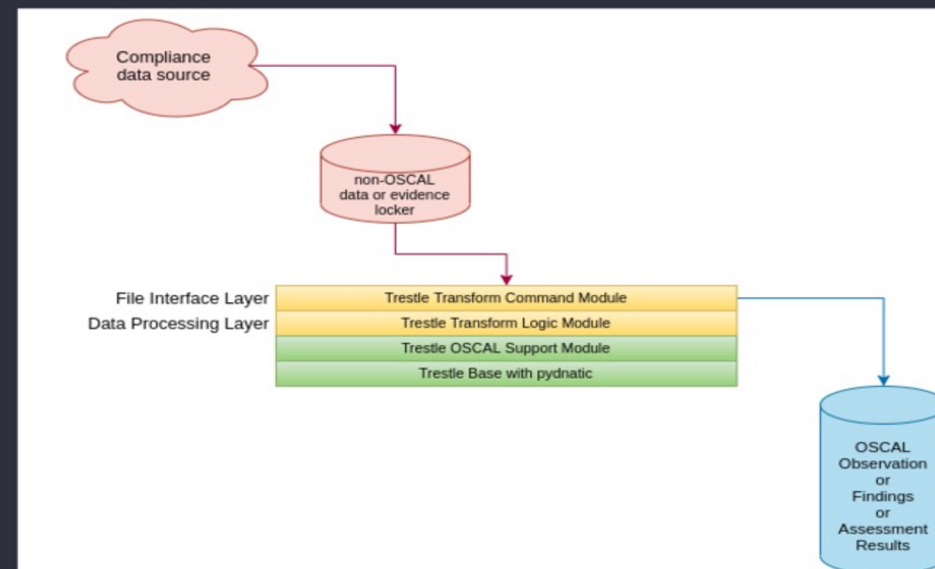 Compliance
data source
non-OSCAL
data or evidence
locker
File Interface Layer
Trestle Transform Command Module
Data Processing Layer
Trestle Transform Logic Module
Trestle OSCAL Support Module
Trestle Base with pydnatic
OSCAL
Observation
or
Findings
or
Assessment
Results